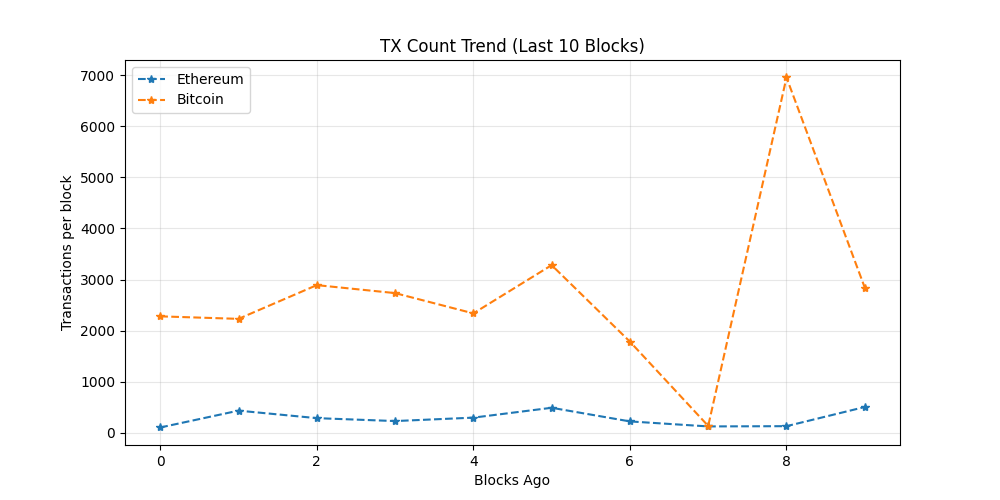 TX Count Trend (Last 10 Blocks)
Ethereum
Bitcoin
Transactions per block
7000
6000
5000
4000
3000
2000
1000
0
0 2 4 6 8
Blocks Ago